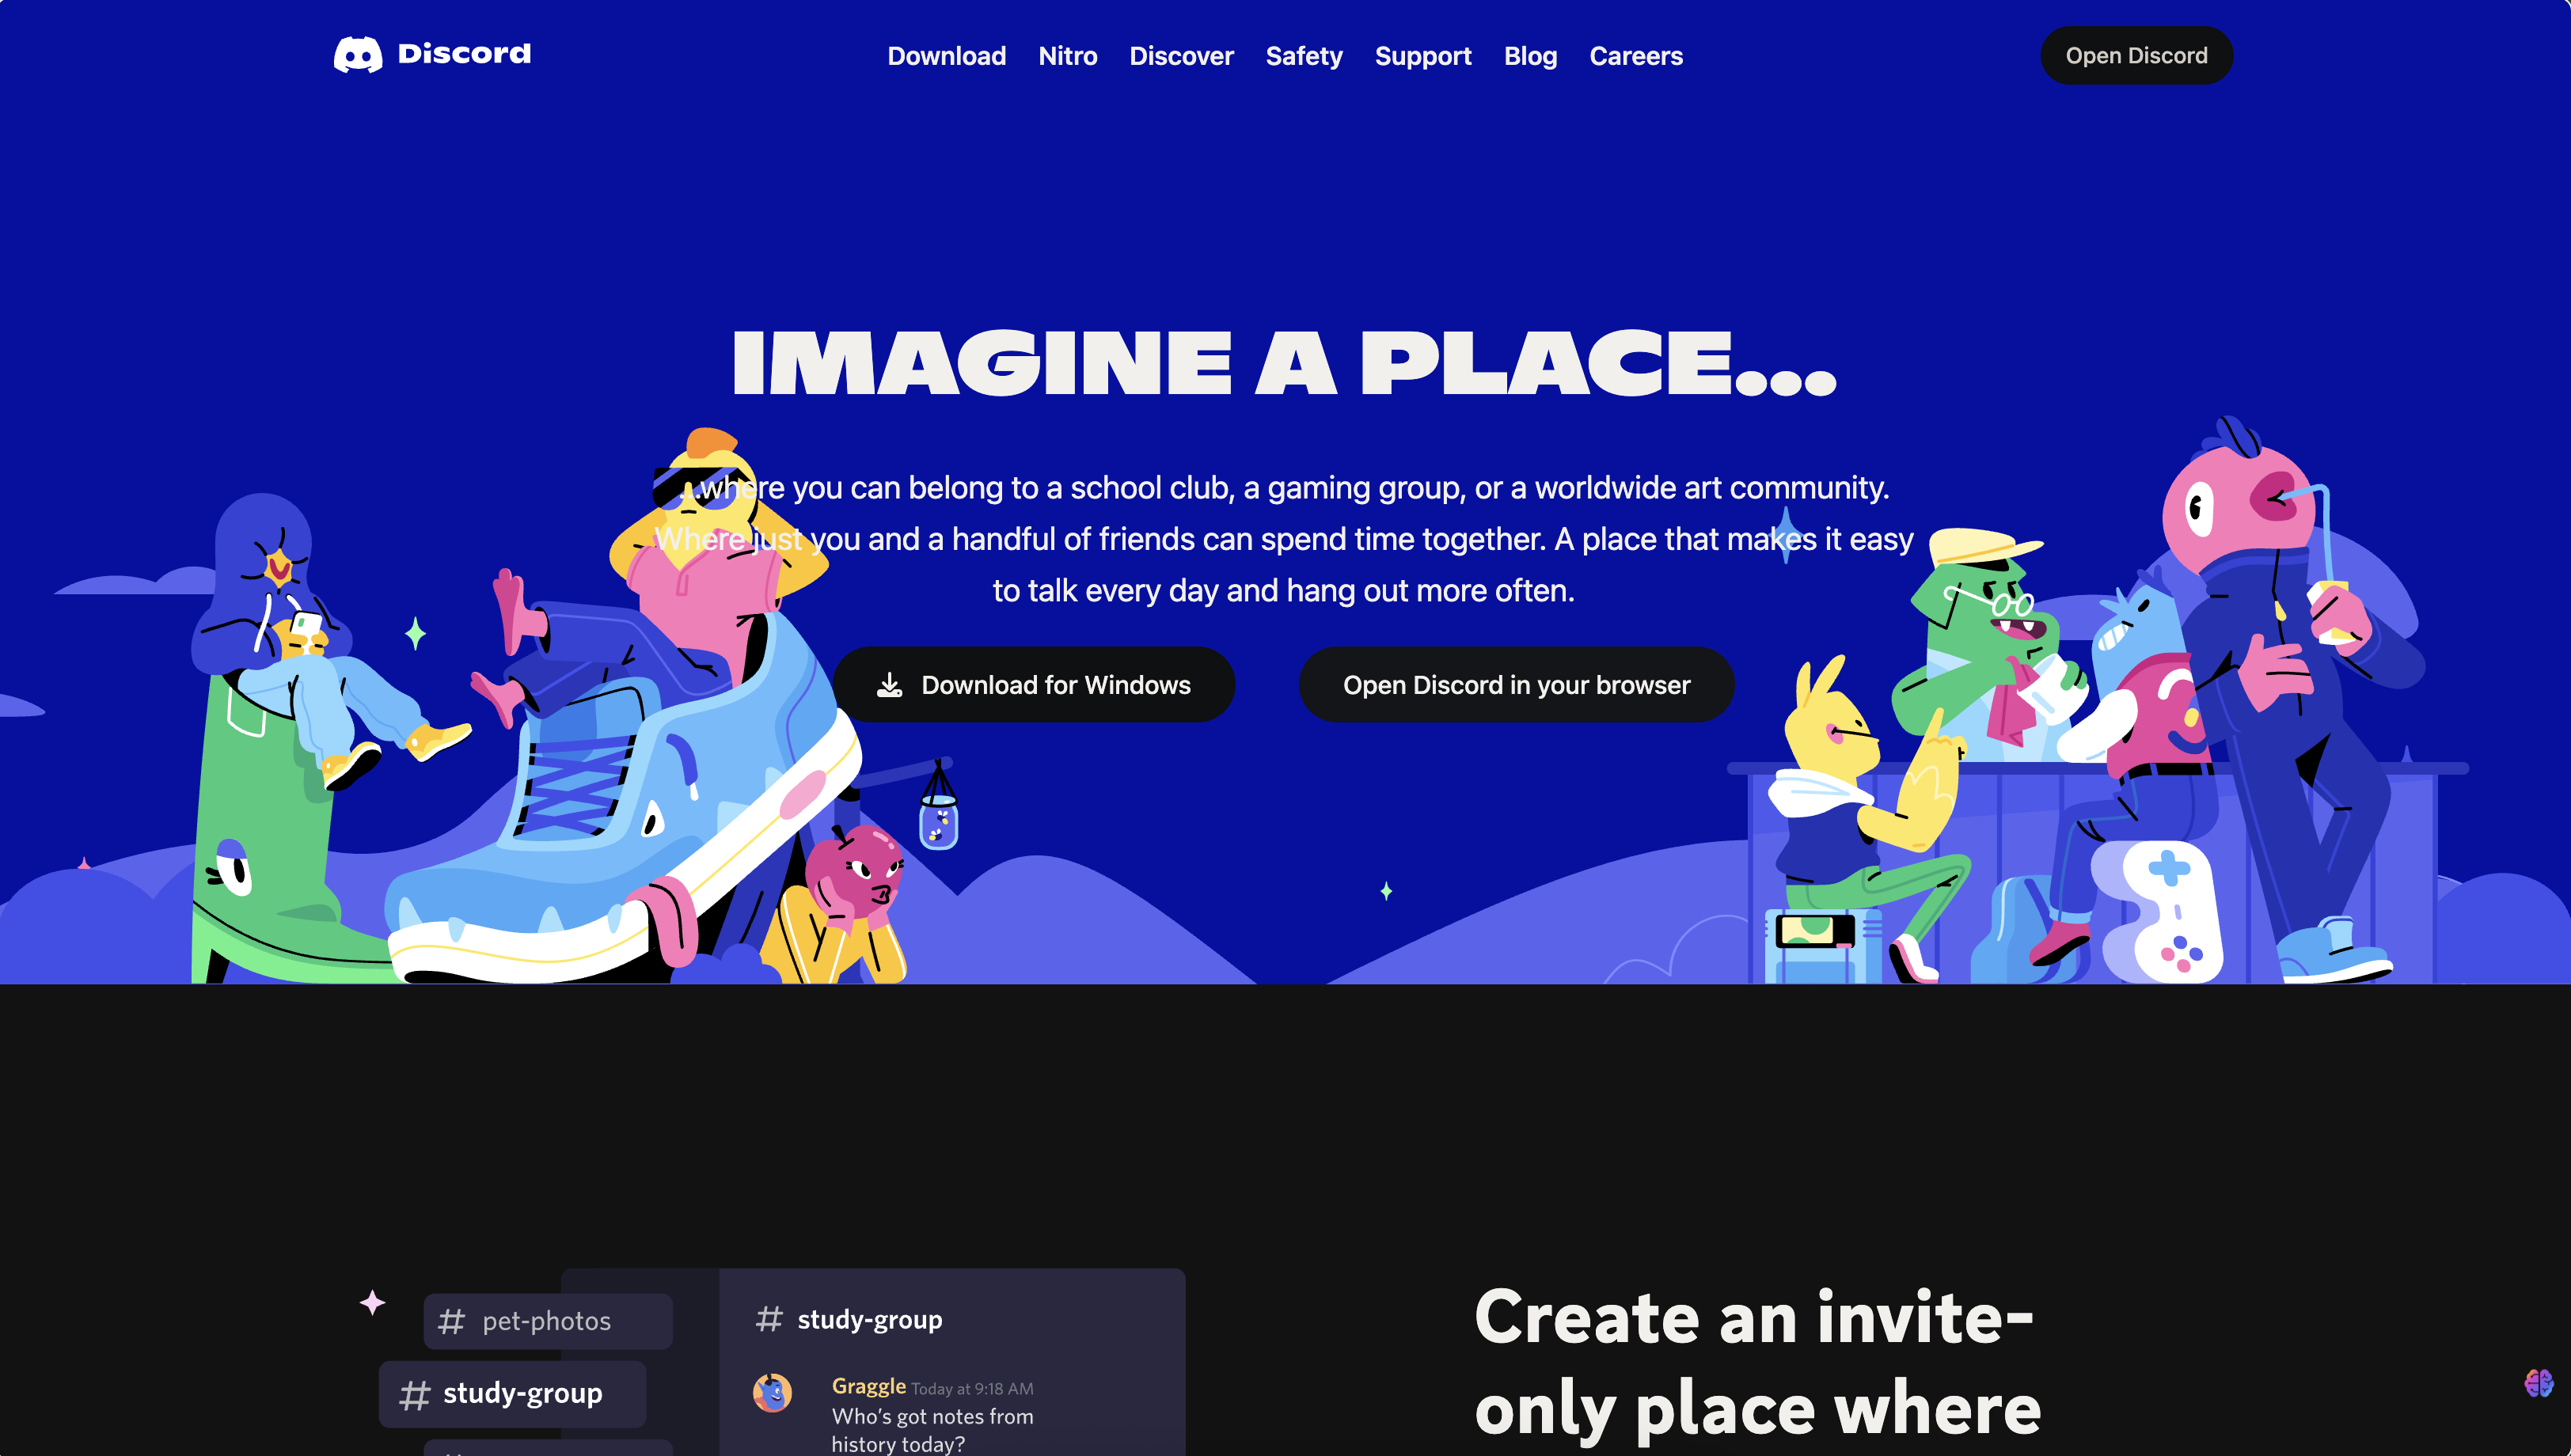 Discord
Download Nitro Discover Safety Support Blog Careers
Open Discord
IMAGINE A PLACE...
...where you can belong to a school club, a gaming group, or a worldwide art community.
Where just you and a handful of friends can spend time together. A place that makes it easy
to talk every day and hang out more often.
Download for Windows
Open Discord in your browser
# pet-photos
# study-group
# study-group
Graggle Today at 9:18 AM
Who's got notes from
history today?
Create an invite-
only place where